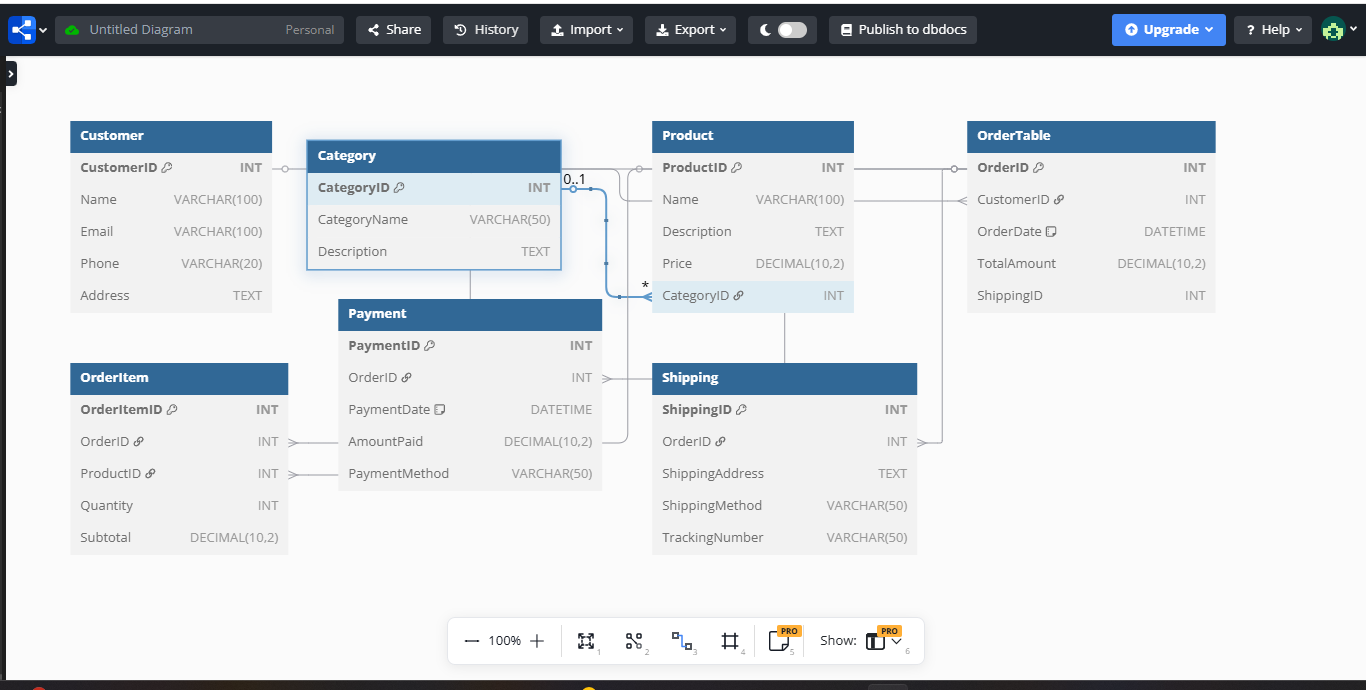 Untitled Diagram Personal Share History Import Export Publish to dbdocs Upgrade ? Help
Customer
CustomerID INT
Name VARCHAR(100)
Email VARCHAR(100)
Phone VARCHAR(20)
Address TEXT
Category
CategoryID INT
CategoryName VARCHAR(50)
Description TEXT
0..1
*
Product
ProductID INT
Name VARCHAR(100)
Description TEXT
Price DECIMAL(10,2)
CategoryID INT
OrderTable
OrderID INT
CustomerID INT
OrderDate DATETIME
TotalAmount DECIMAL(10,2)
ShippingID INT
OrderItem
OrderItemID INT
OrderID INT
ProductID INT
Quantity INT
Subtotal DECIMAL(10,2)
Payment
PaymentID INT
OrderID INT
PaymentDate DATETIME
AmountPaid DECIMAL(10,2)
PaymentMethod VARCHAR(50)
Shipping
ShippingID INT
OrderID INT
ShippingAddress TEXT
ShippingMethod VARCHAR(50)
TrackingNumber VARCHAR(50)
100% 1 2 3 4 PRO 5 Show: PRO 6